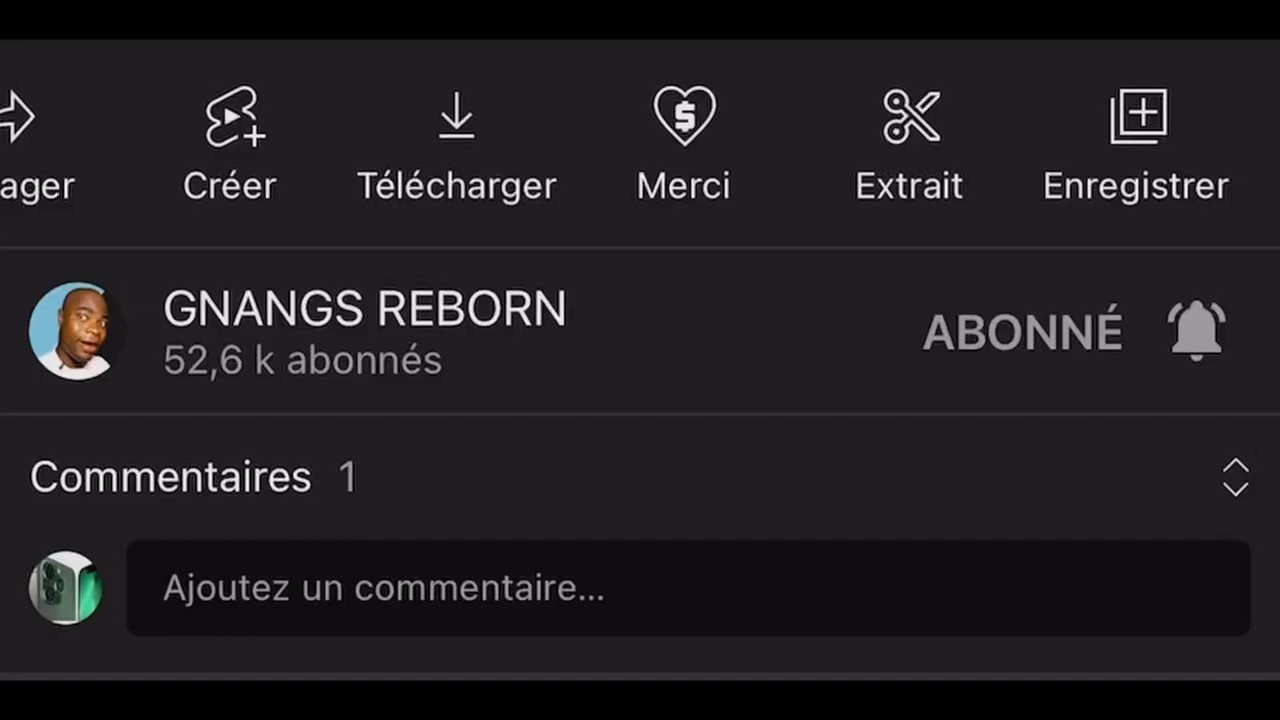 ager
Créer
Télécharger
Merci
Extrait
Enregistrer
GNANGS REBORN
52,6 k abonnés
ABONNÉ
Commentaires 1
Ajoutez un commentaire...